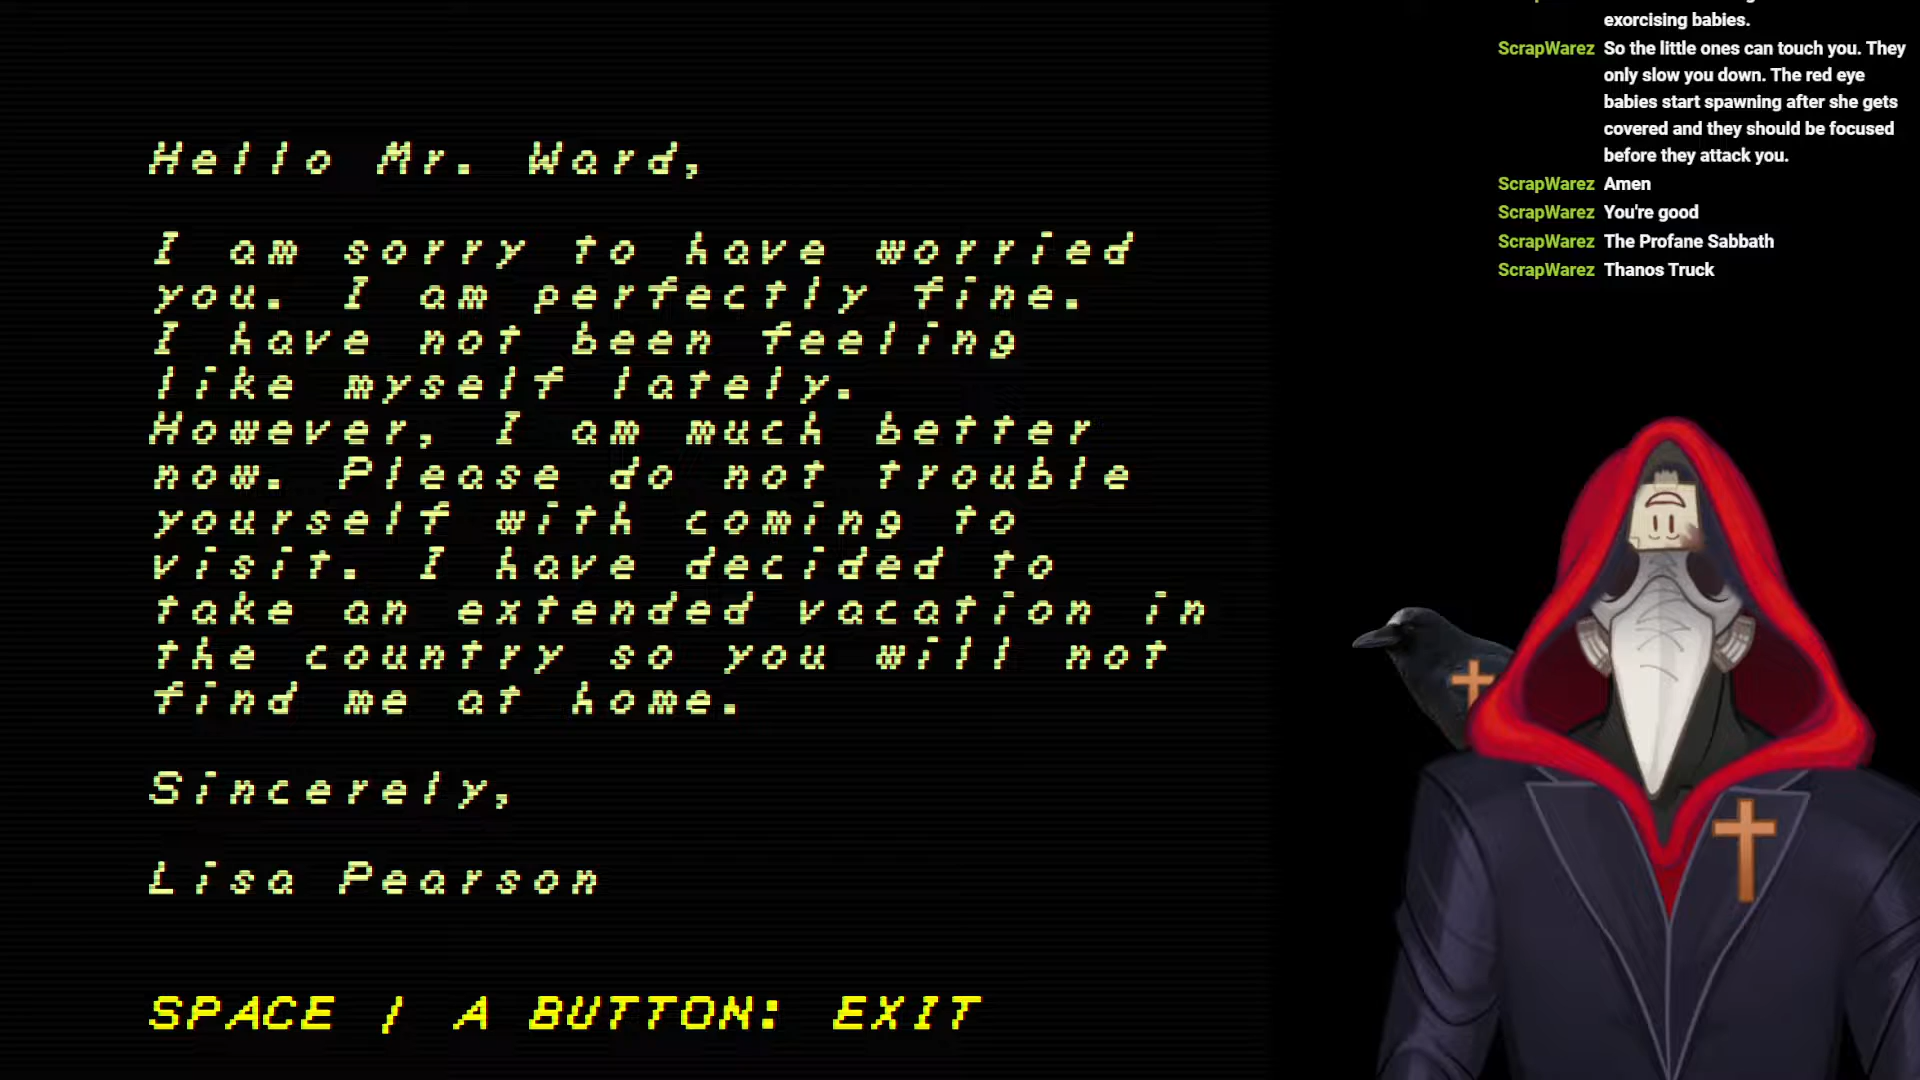 Hello Mr. Ward,
I am sorry to have worried
you. I am perfectly fine.
I have not been feeling
like myself lately.
However, I am much better
now. Please do not trouble
yourself with coming to
visit. I have decided to
take an extended vacation in
the country so you will not
find me at home.
Sincerely,
Lisa Pearson
SPACE / A BUTTON: EXIT
exorcising babies.
ScrapWarez So the little ones can touch you. They
only slow you down. The red eye
babies start spawning after she gets
covered and they should be focused
before they attack you.
ScrapWarez Amen
ScrapWarez You're good
ScrapWarez The Profane Sabbath
ScrapWarez Thanos Truck